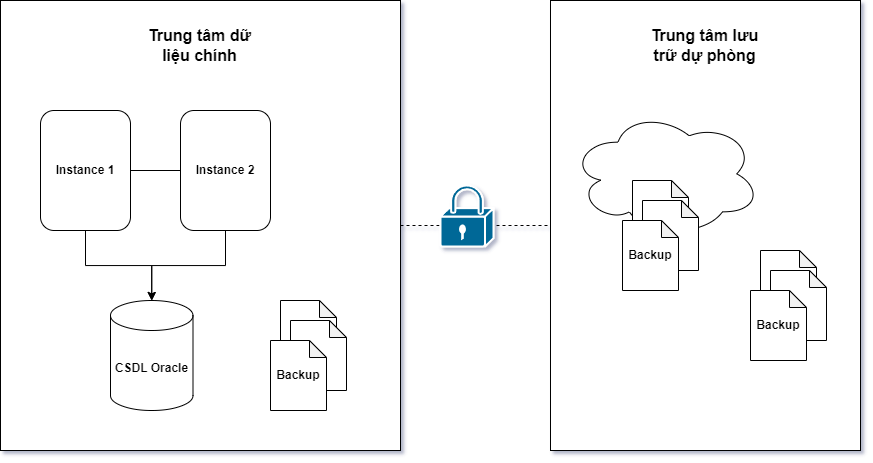 Trung tâm dữ
liệu chính
Trung tâm lưu
trữ dự phòng
Instance 1
Instance 2
Backup
Backup
CSDL Oracle
Backup